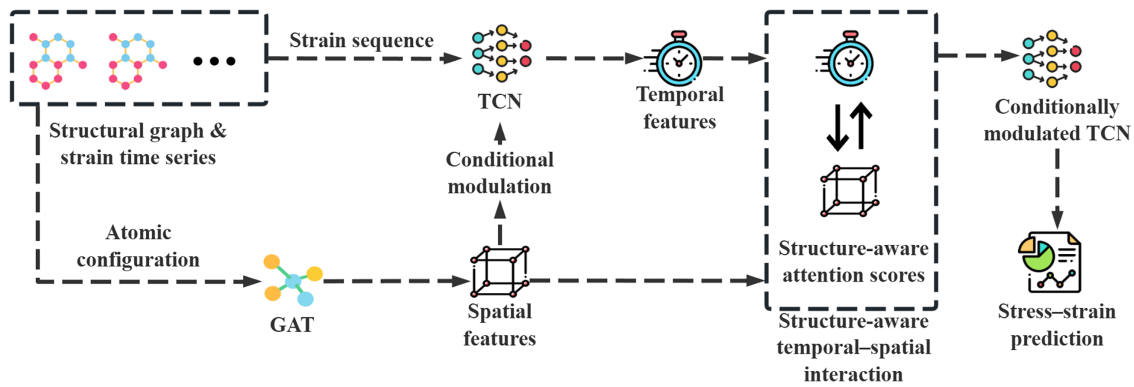 Strain sequence
TCN
Temporal
features
Conditionally
modulated TCN
Structural graph &
strain time series
Conditional
modulation
Atomic
configuration
GAT
Spatial
features
Structure-aware
attention scores
Structure-aware
temporal–spatial
interaction
Stress–strain
prediction